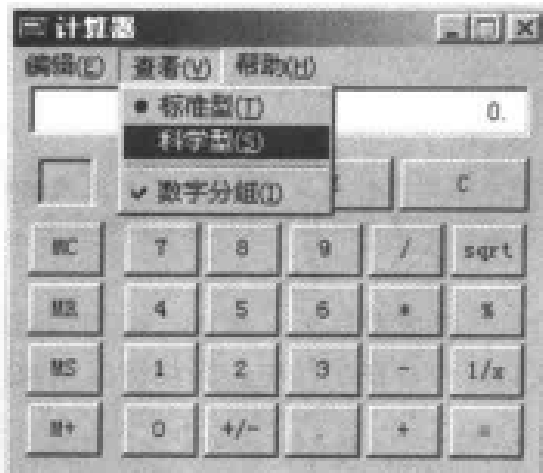 计算器
编辑(E) 查看(V) 帮助(H)
0.
标准型(T)
科学型(S)
数字分组(I)
C
MC 7 8 9 / sqrt
MR 4 5 6 * %
MS 1 2 3 - 1/x
M+ 0 +/- . + =